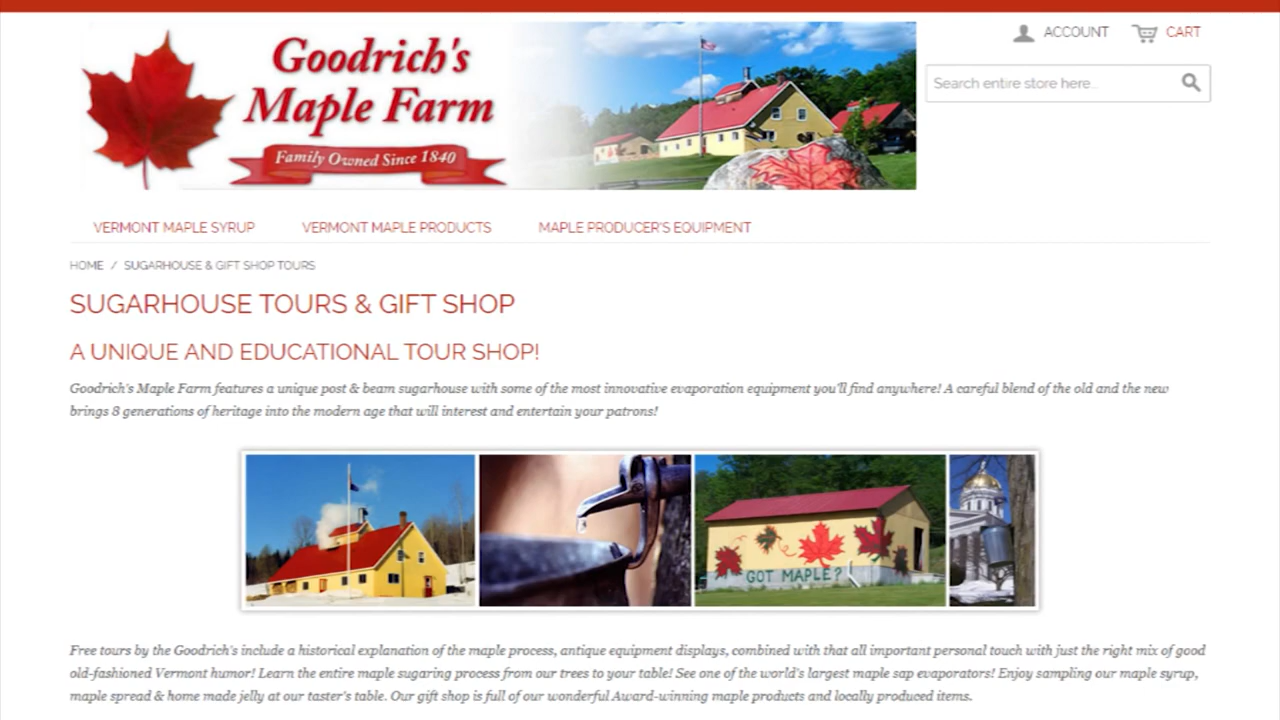 Goodrich's
Maple Farm
Family Owned Since 1840
ACCOUNT
CART
Search entire store here...
VERMONT MAPLE SYRUP
VERMONT MAPLE PRODUCTS
MAPLE PRODUCER'S EQUIPMENT
HOME / SUGARHOUSE & GIFT SHOP TOURS
SUGARHOUSE TOURS & GIFT SHOP
A UNIQUE AND EDUCATIONAL TOUR SHOP!
Goodrich's Maple Farm features a unique post & beam sugarhouse with some of the most innovative evaporation equipment you'll find anywhere! A careful blend of the old and the new
brings 8 generations of heritage into the modern age that will interest and entertain your patrons!
GOT MAPLE?
Free tours by the Goodrich's include a historical explanation of the maple process, antique equipment displays, combined with that all important personal touch with just the right mix of good
old-fashioned Vermont humor! Learn the entire maple sugaring process from our trees to your table! See one of the world's largest maple sap evaporators! Enjoy sampling our maple syrup,
maple spread & home made jelly at our taster's table. Our gift shop is full of our wonderful Award-winning maple products and locally produced items.